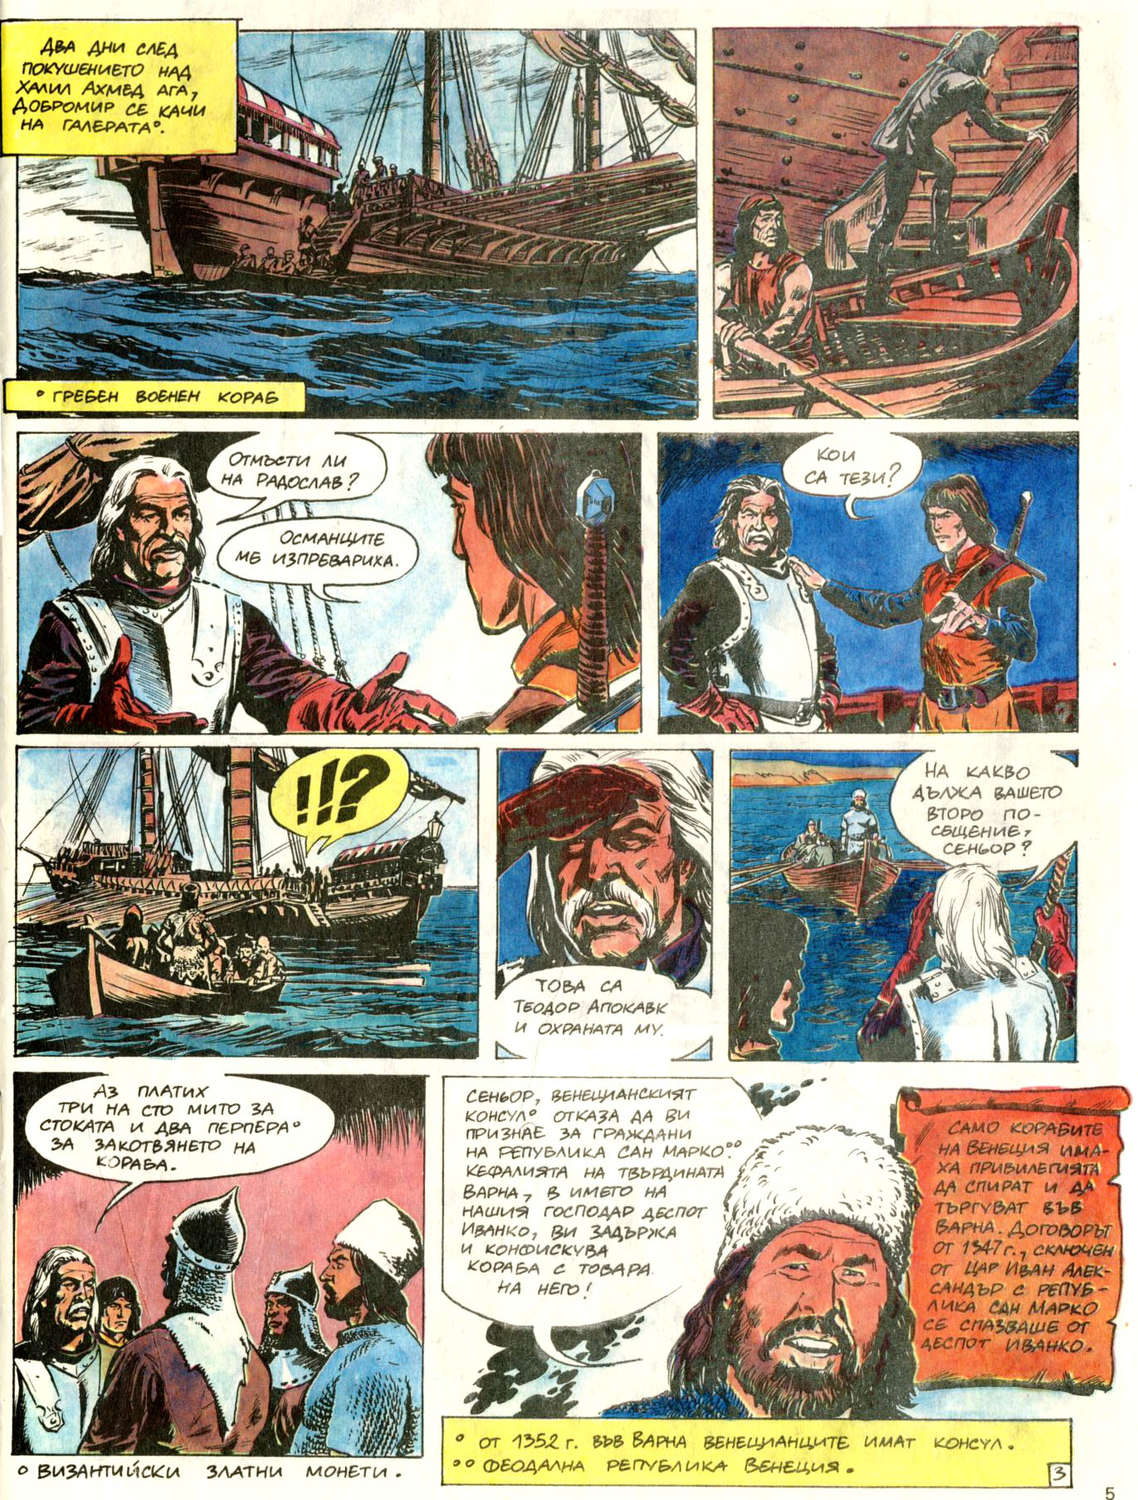 ДВА ДНИ СЛЕД
ПОКУШЕНИЕТО НАД
ХАЛИЛ АХМЕД АГА,
ДОБРОМИР СЕ КАЧИ
НА ГАЛЕРАТА°.
° ГРЕБЕН ВОЕНЕН КОРАБ
ОТМЪСТИ ЛИ
НА РАДОСЛАВ?
ОСМАНЦИТЕ
МЕ ИЗПРЕВАРИХА.
КОИ
СА ТЕЗИ?
!!?
ТОВА СА
ТЕОДОР АПОКАВК
И ОХРАНАТА МУ.
НА КАКВО
ДЪЛЖА ВАШЕТО
ВТОРО ПО-
СЕЩЕНИЕ,
СЕНЬОР?
АЗ ПЛАТИХ
ТРИ НА СТО МИТО ЗА
СТОКАТА И ДВА ПЕРПЕРА°
ЗА ЗАКОТВЯНЕТО НА
КОРАБА.
° ВИЗАНТИЙСКИ ЗЛАТНИ МОНЕТИ.
СЕНЬОР, ВЕНЕЦИАНСКИЯТ
КОНСУЛ° ОТКАЗА ДА ВИ
ПРИЗНАЕ ЗА ГРАЖДАНИ
НА РЕПУБЛИКА САН МАРКО.°°
КЕФАЛИЯТА НА ТВЪРДИНАТА
ВАРНА, В ИМЕТО НА
НАШИЯ ГОСПОДАР ДЕСПОТ
ИВАНКО, ВИ ЗАДЪРЖА
И КОНФИСКУВА
КОРАБА С ТОВАРА
НА НЕГО!
САМО КОРАБИТЕ
НА ВЕНЕЦИЯ ИМА-
ХА ПРИВИЛЕГИЯТА
ДА СПИРАТ И ДА
ТЪРГУВАТ ВЪВ
ВАРНА. ДОГОВОРЪТ
ОТ 1347 г., СКЛЮЧЕН
ОТ ЦАР ИВАН АЛЕК-
САНДЪР С РЕПУБ-
ЛИКА САН МАРКО
СЕ СПАЗВАШЕ ОТ
ДЕСПОТ ИВАНКО.
° ОТ 1352 г. ВЪВ ВАРНА ВЕНЕЦИАНЦИТЕ ИМАТ КОНСУЛ.
°° ФЕОДАЛНА РЕПУБЛИКА ВЕНЕЦИЯ.
3
5